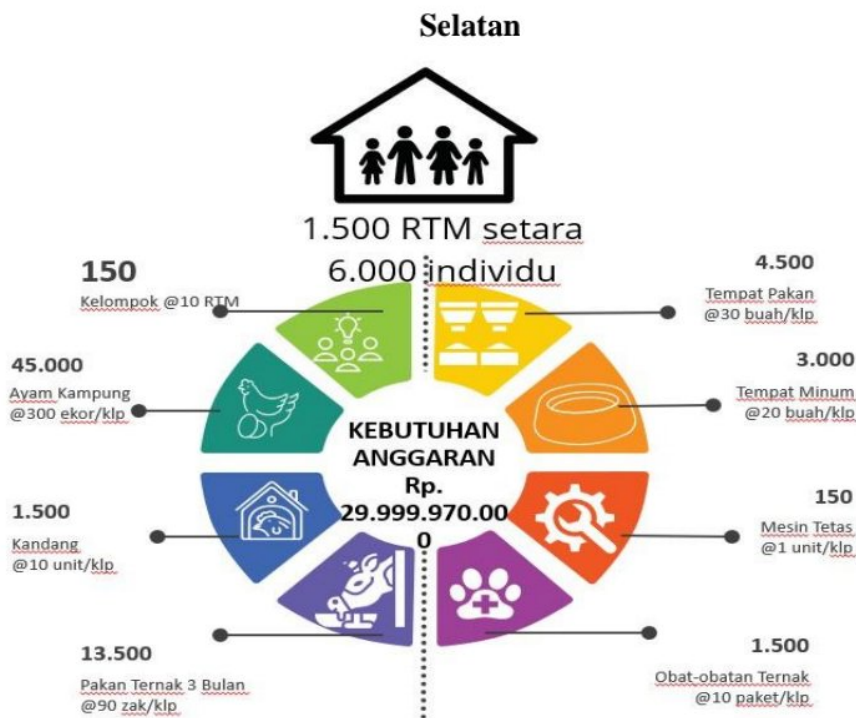 Selatan
1.500 RTM setara
6.000 individu
150
Kelompok @10 RTM
4.500
Tempat Pakan
@30 buah/klp
45.000
Ayam Kampung
@300 ekor/klp
3.000
Tempat Minum
@20 buah/klp
KEBUTUHAN
ANGGARAN
Rp.
29.999.970.00
0
1.500
Kandang
@10 unit/klp
150
Mesin Tetas
@1 unit/klp
13.500
Pakan Ternak 3 Bulan
@90 zak/klp
1.500
Obat-obatan Ternak
@10 paket/klp